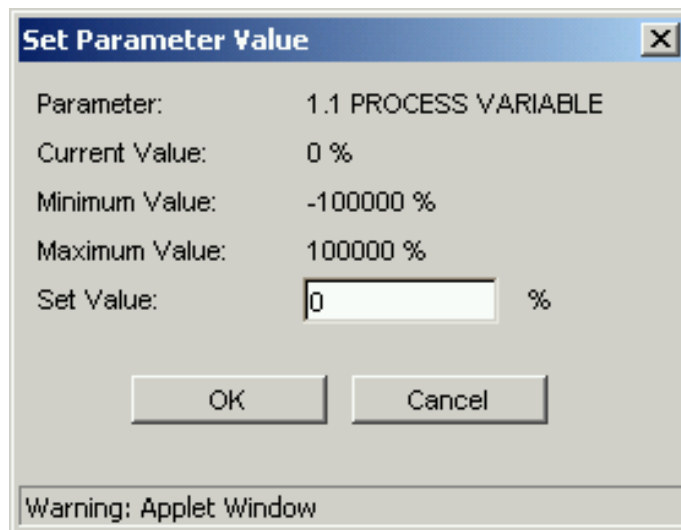 Set Parameter Value
Parameter: 1.1 PROCESS VARIABLE
Current Value: 0 %
Minimum Value: -100000 %
Maximum Value: 100000 %
Set Value: 0 %
OK Cancel
Warning: Applet Window